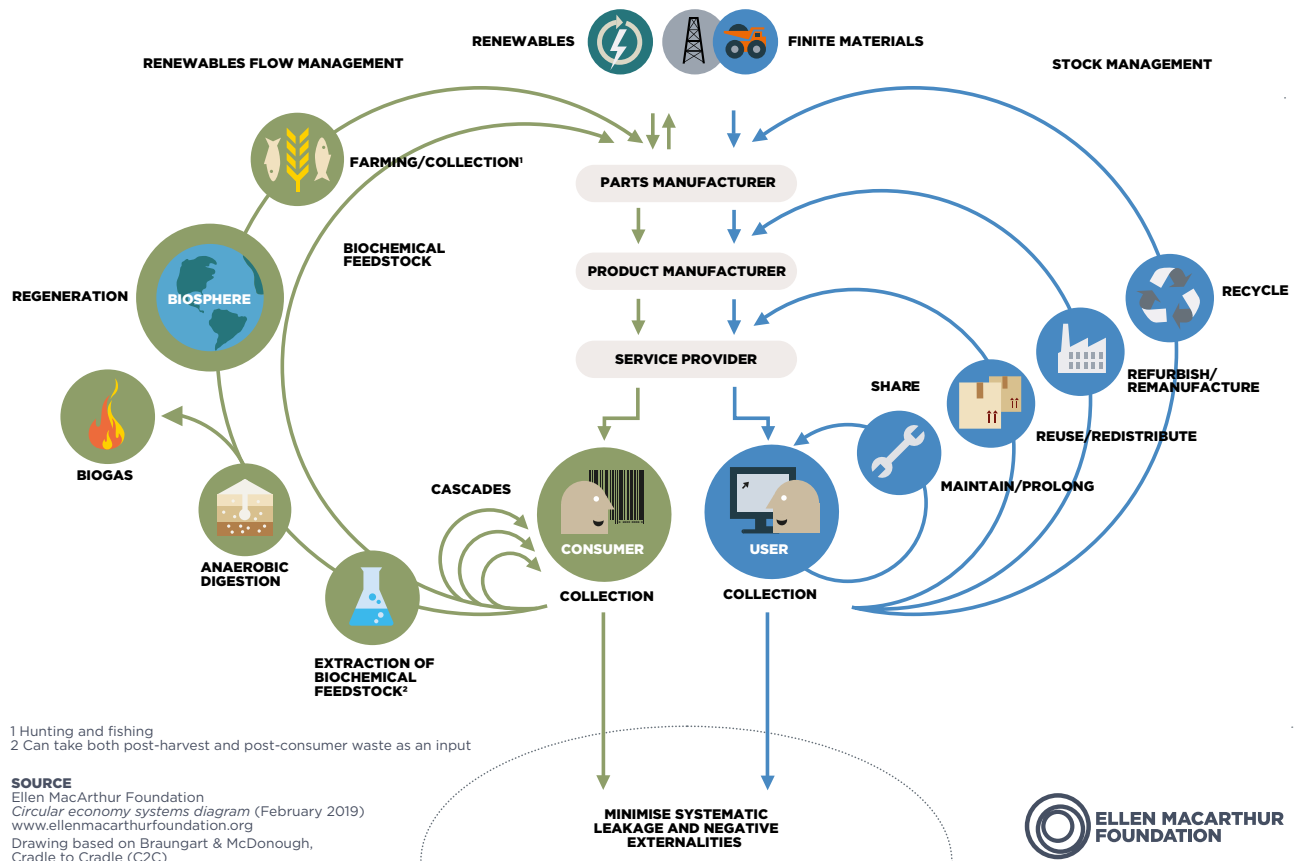 RENEWABLES
FINITE MATERIALS
RENEWABLES FLOW MANAGEMENT
STOCK MANAGEMENT
FARMING/COLLECTION¹
PARTS MANUFACTURER
BIOCHEMICAL
FEEDSTOCK
PRODUCT MANUFACTURER
REGENERATION
BIOSPHERE
RECYCLE
SERVICE PROVIDER
SHARE
REFURBISH/
REMANUFACTURE
REUSE/REDISTRIBUTE
BIOGAS
CASCADES
MAINTAIN/PROLONG
CONSUMER
USER
ANAEROBIC
DIGESTION
COLLECTION
COLLECTION
EXTRACTION OF
BIOCHEMICAL
FEEDSTOCK²
1 Hunting and fishing
2 Can take both post-harvest and post-consumer waste as an input
SOURCE
Ellen MacArthur Foundation
Circular economy systems diagram (February 2019)
www.ellenmacarthurfoundation.org
Drawing based on Braungart & McDonough,
Cradle to Cradle (C2C)
MINIMISE SYSTEMATIC
LEAKAGE AND NEGATIVE
EXTERNALITIES
ELLEN MACARTHUR
FOUNDATION